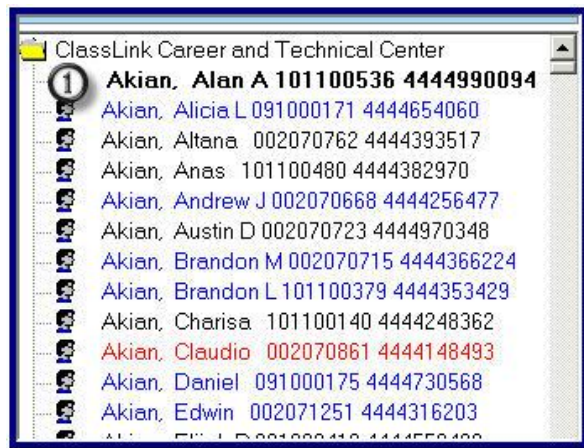 ClassLink Career and Technical Center
1 Akian, Alan A 101100536 4444990094
Akian, Alicia L 091000171 4444654060
Akian, Altana 002070762 4444393517
Akian, Anas 101100480 4444382970
Akian, Andrew J 002070668 4444256477
Akian, Austin D 002070723 4444970348
Akian, Brandon M 002070715 4444366224
Akian, Brandon L 101100379 4444353429
Akian, Charisa 101100140 4444248362
Akian, Claudio 002070861 4444148493
Akian, Daniel 091000175 4444730568
Akian, Edwin 002071251 4444316203